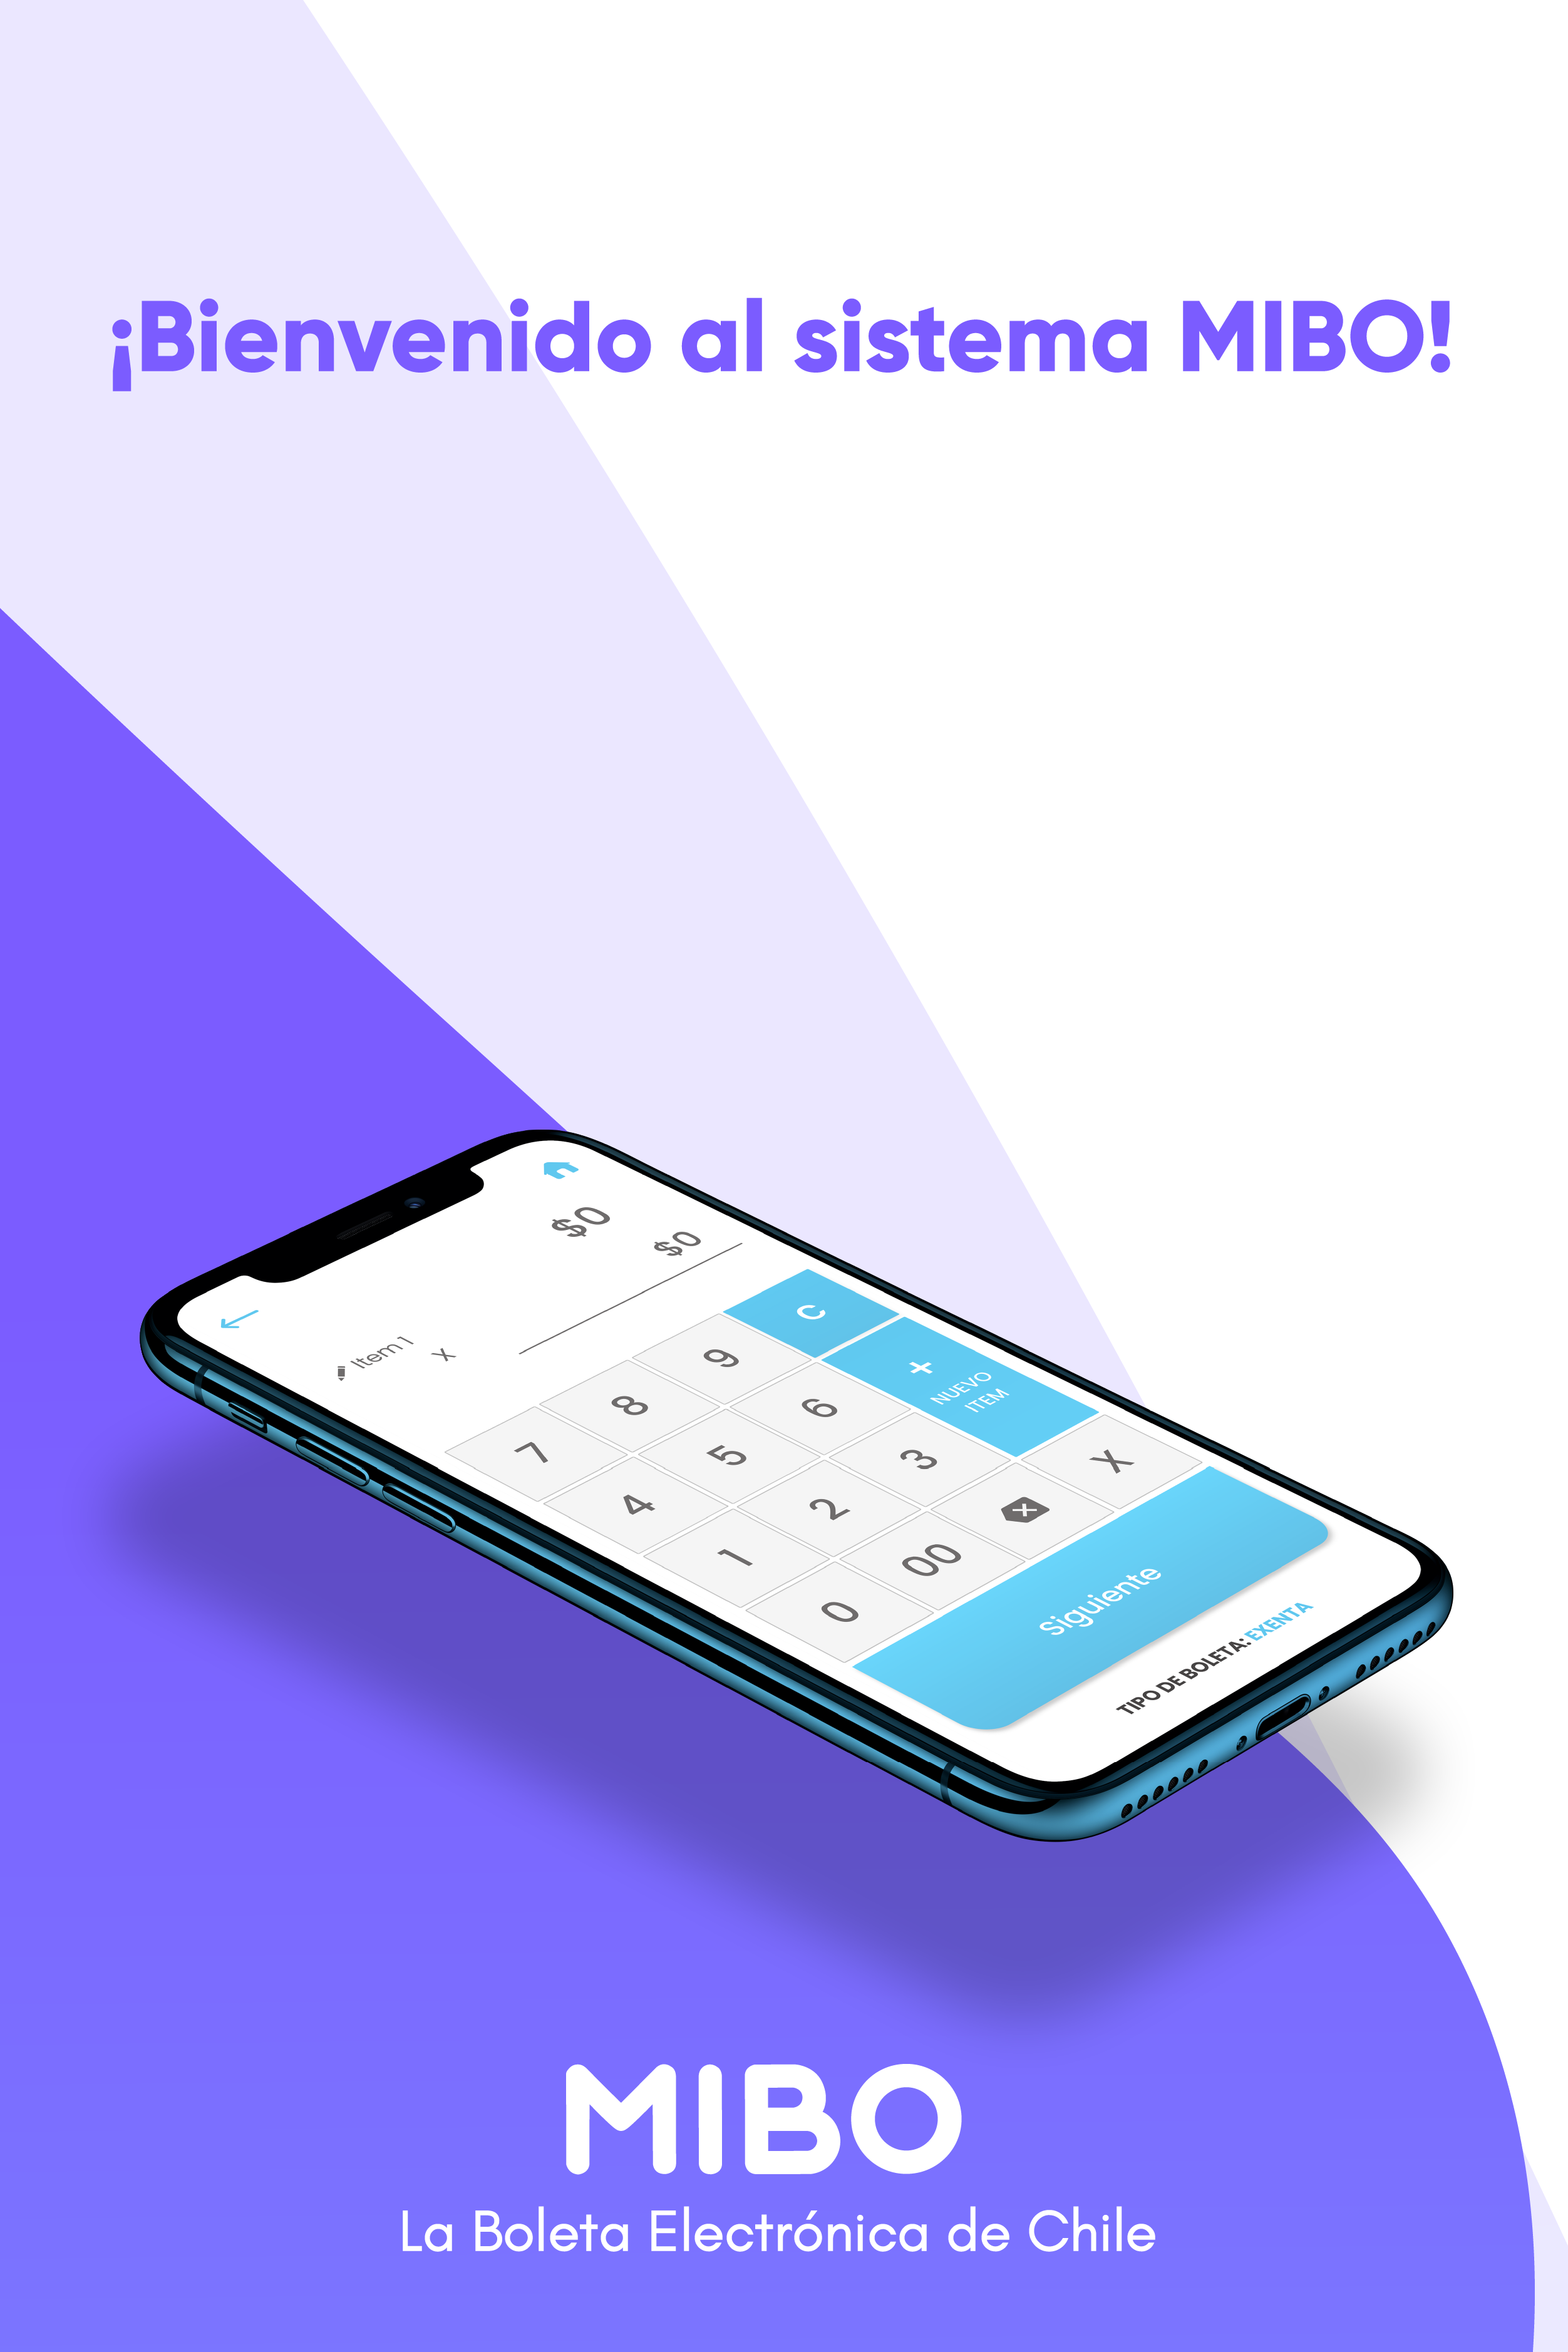 ¡Bienvenido al sistema MIBO!
$0
Item 1
$0
X
C
7
8
9
+
NUEVO
ITEM
4
5
6
1
2
3
X
0
00
Siguiente
TIPO DE BOLETA: EXENTA
MIBO
La Boleta Electrónica de Chile